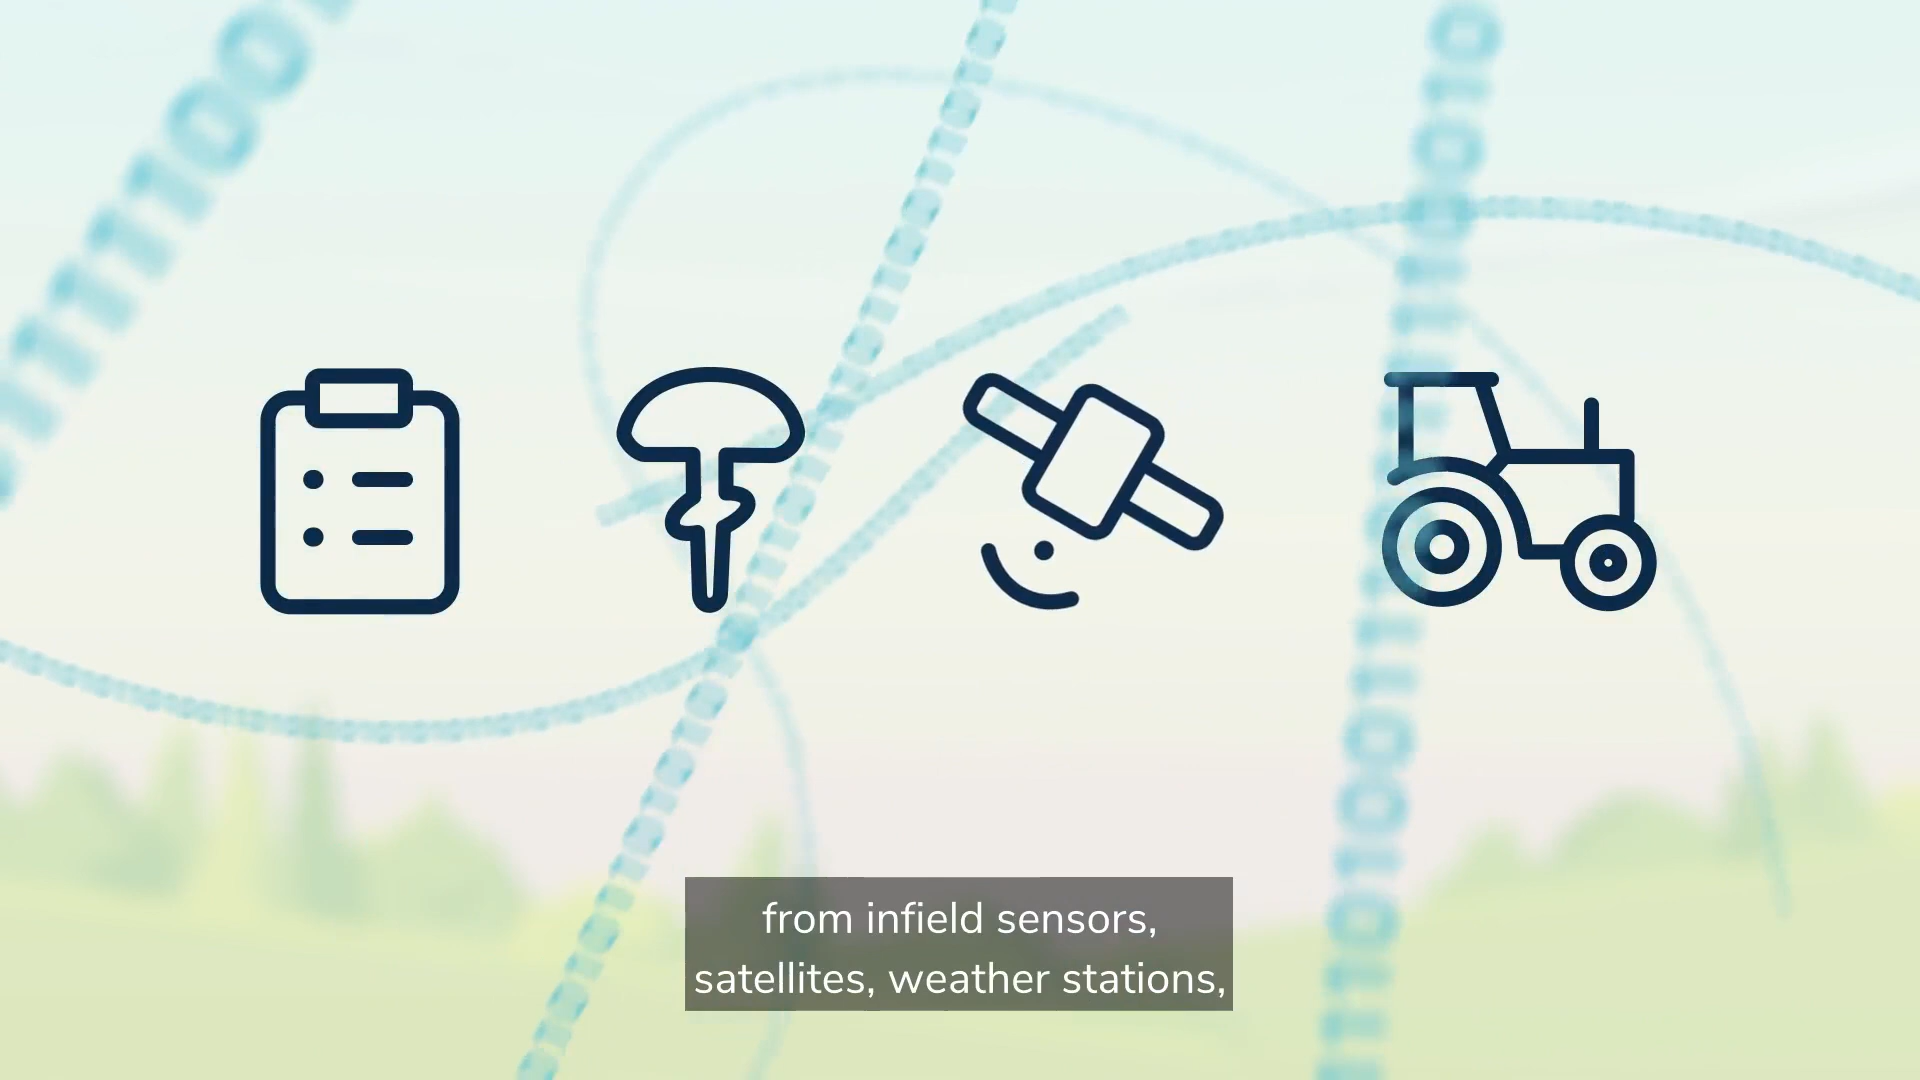 from infield sensors,
satellites, weather stations,